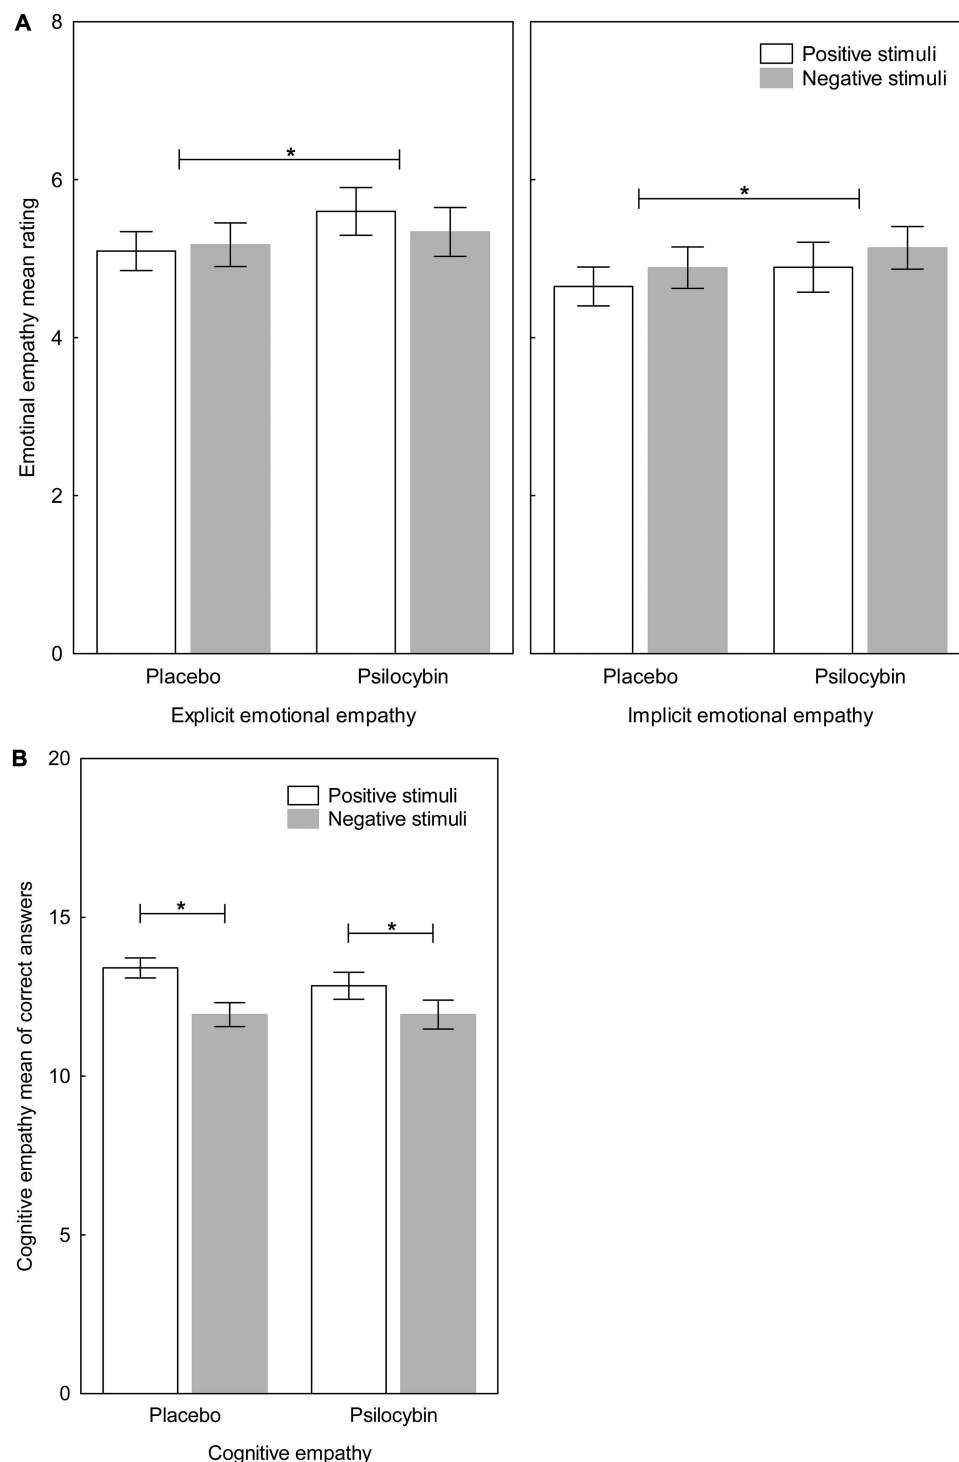 A
8
6
4
2
0
Emotinal empathy mean rating
*
*
Positive stimuli
Negative stimuli
Placebo
Psilocybin
Placebo
Psilocybin
Explicit emotional empathy
Implicit emotional empathy
B
20
15
10
5
0
Cognitive empathy mean of correct answers
Positive stimuli
Negative stimuli
*
*
Placebo
Psilocybin
Cognitive empathy